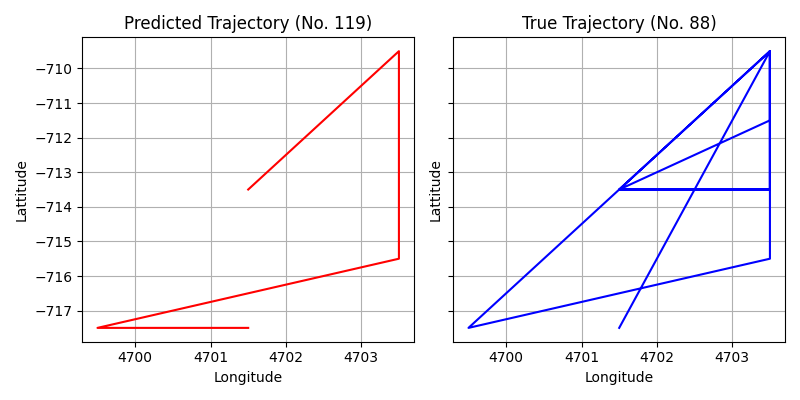 Predicted Trajectory (No. 119)
−710
−711
−712
−713
−714
−715
−716
−717
Lattitude
4700 4701 4702 4703
Longitude
True Trajectory (No. 88)
Lattitude
4700 4701 4702 4703
Longitude